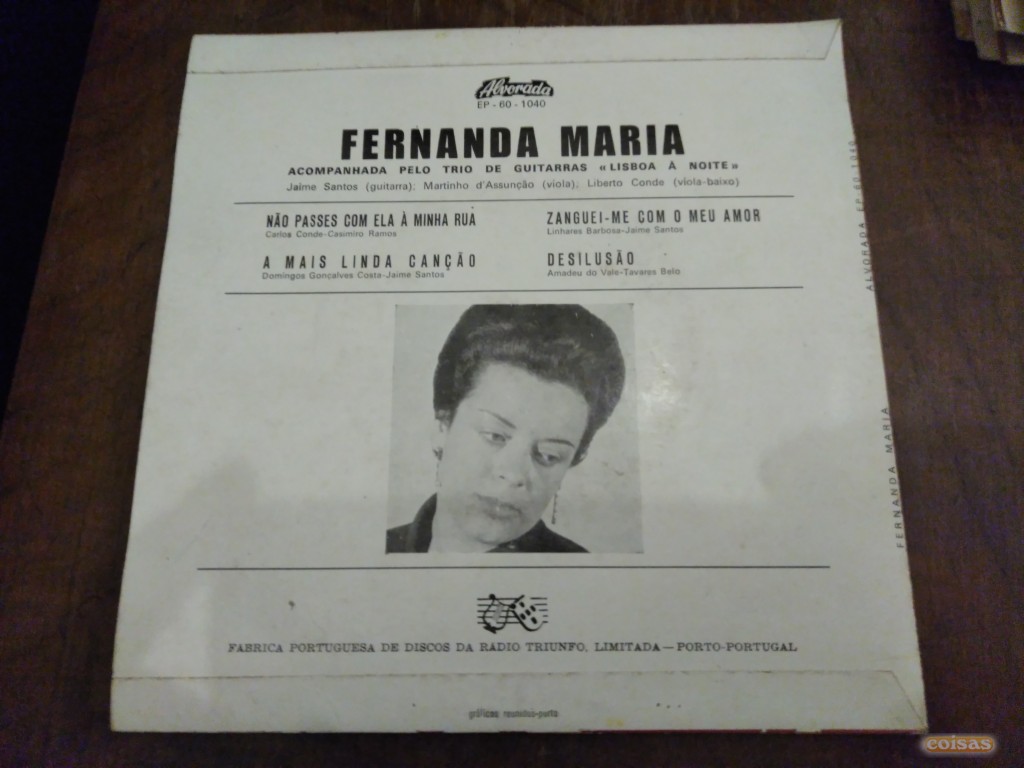 Alvorada
EP - 60 - 1040
FERNANDA MARIA
ACOMPANHADA PELO TRIO DE GUITARRAS «LISBOA À NOITE»
Jaime Santos (guitarra); Martinho d'Assunção (viola); Liberto Conde (viola-baixo)
NÃO PASSES COM ELA À MINHA RUA
Carlos Conde-Casimiro Ramos
A MAIS LINDA CANÇÃO
Domingos Gonçalves Costa-Jaime Santos
ZANGUEI-ME COM O MEU AMOR
Linhares Barbosa-Jaime Santos
DESILUSÃO
Amadeu do Vale-Tavares Belo
FABRICA PORTUGUESA DE DISCOS DA RADIO TRIUNFO, LIMITADA — PORTO-PORTUGAL
gráficos reunidos-porto
ALVORADA EP 60 1040
FERNANDA MARIA
coisas